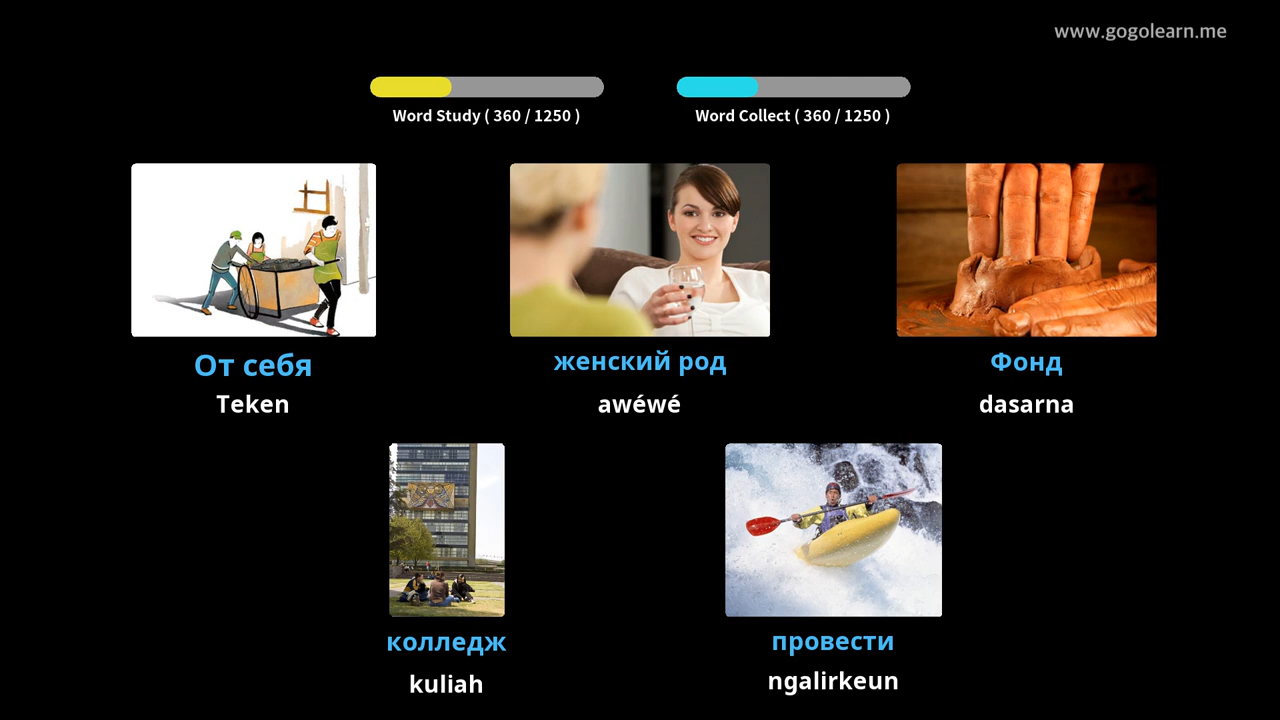 www.gogolearn.me
Word Study ( 360 / 1250 )
Word Collect ( 360 / 1250 )
От себя
женский род
Фонд
Teken
awéwé
dasarna
колледж
провести
kuliah
ngalirkeun